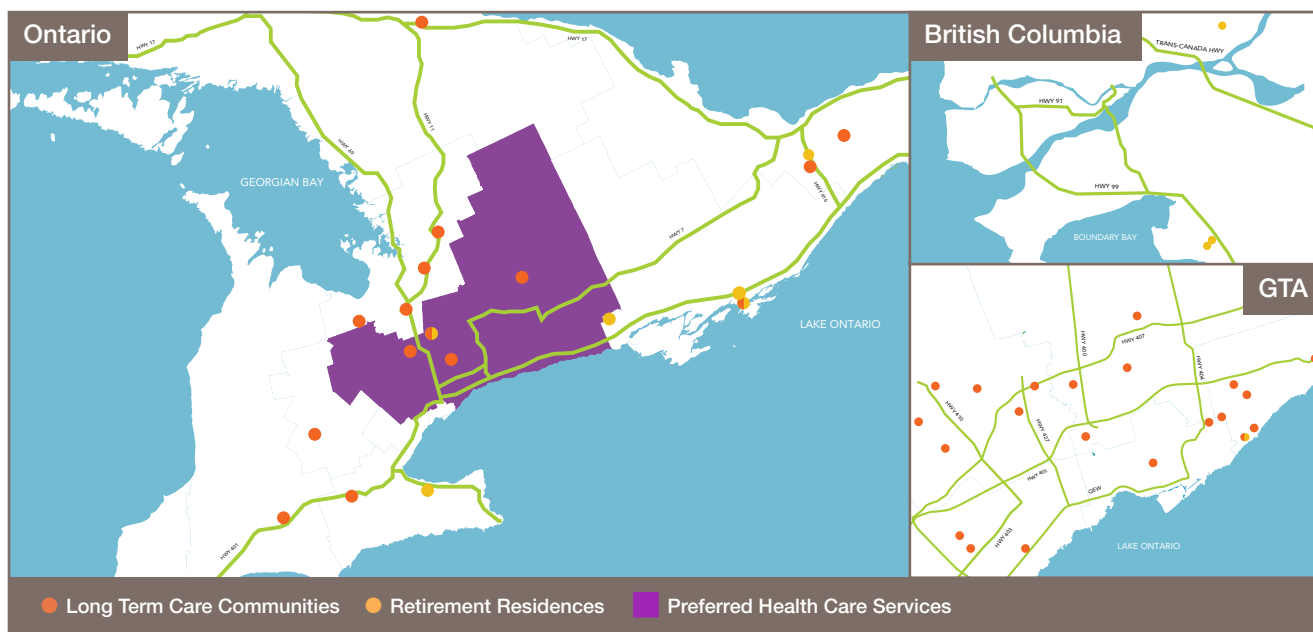 Ontario
HWY 17
HWY 17
HWY 11
HWY 69
GEORGIAN BAY
HWY 416
HWY 7
LAKE ONTARIO
HWY 401
British Columbia
TRANS-CANADA HWY
HWY 91
HWY 99
BOUNDARY BAY
GTA
HWY 407
HWY 400
HWY 404
HWY 410
HWY 427
HWY 401
QEW
HWY 403
LAKE ONTARIO
Long Term Care Communities
Retirement Residences
Preferred Health Care Services